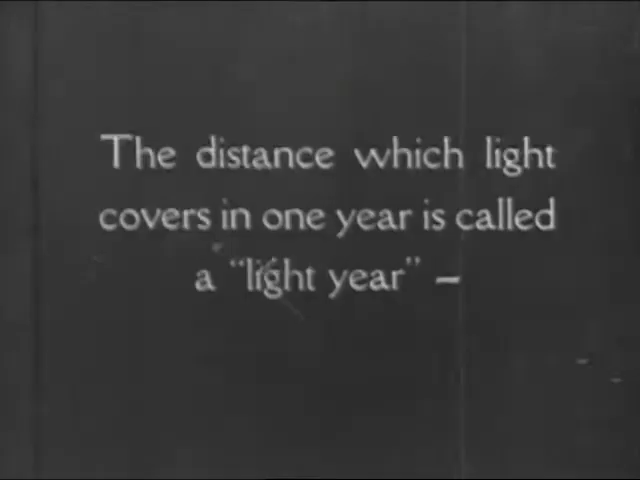 The distance which light
covers in one year is called
a "light year" –